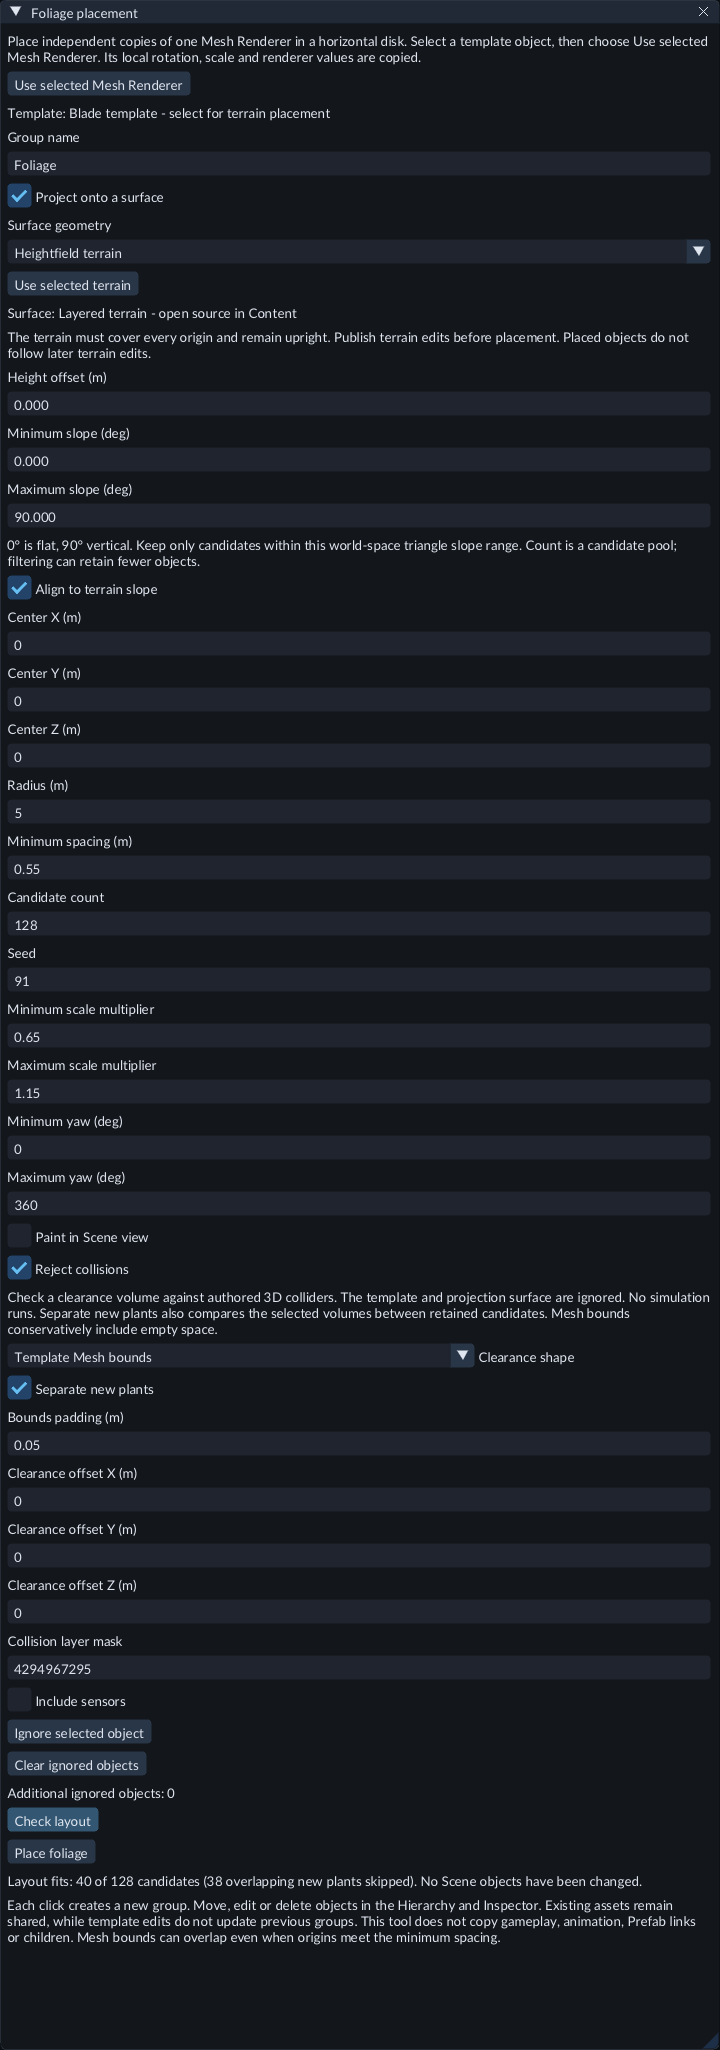 Foliage placement
Place independent copies of one Mesh Renderer in a horizontal disk. Select a template object, then choose Use selected
Mesh Renderer. Its local rotation, scale and renderer values are copied.
Use selected Mesh Renderer
Template: Blade template - select for terrain placement
Group name
Foliage
Project onto a surface
Surface geometry
Heightfield terrain
Use selected terrain
Surface: Layered terrain - open source in Content
The terrain must cover every origin and remain upright. Publish terrain edits before placement. Placed objects do not
follow later terrain edits.
Height offset (m)
0.000
Minimum slope (deg)
0.000
Maximum slope (deg)
90.000
0° is flat, 90° vertical. Keep only candidates within this world-space triangle slope range. Count is a candidate pool;
filtering can retain fewer objects.
Align to terrain slope
Center X (m)
0
Center Y (m)
0
Center Z (m)
0
Radius (m)
5
Minimum spacing (m)
0.55
Candidate count
128
Seed
91
Minimum scale multiplier
0.65
Maximum scale multiplier
1.15
Minimum yaw (deg)
0
Maximum yaw (deg)
360
Paint in Scene view
Reject collisions
Check a clearance volume against authored 3D colliders. The template and projection surface are ignored. No simulation
runs. Separate new plants also compares the selected volumes between retained candidates. Mesh bounds
conservatively include empty space.
Template Mesh bounds Clearance shape
Separate new plants
Bounds padding (m)
0.05
Clearance offset X (m)
0
Clearance offset Y (m)
0
Clearance offset Z (m)
0
Collision layer mask
4294967295
Include sensors
Ignore selected object
Clear ignored objects
Additional ignored objects: 0
Check layout
Place foliage
Layout fits: 40 of 128 candidates (38 overlapping new plants skipped). No Scene objects have been changed.
Each click creates a new group. Move, edit or delete objects in the Hierarchy and Inspector. Existing assets remain
shared, while template edits do not update previous groups. This tool does not copy gameplay, animation, Prefab links
or children. Mesh bounds can overlap even when origins meet the minimum spacing.